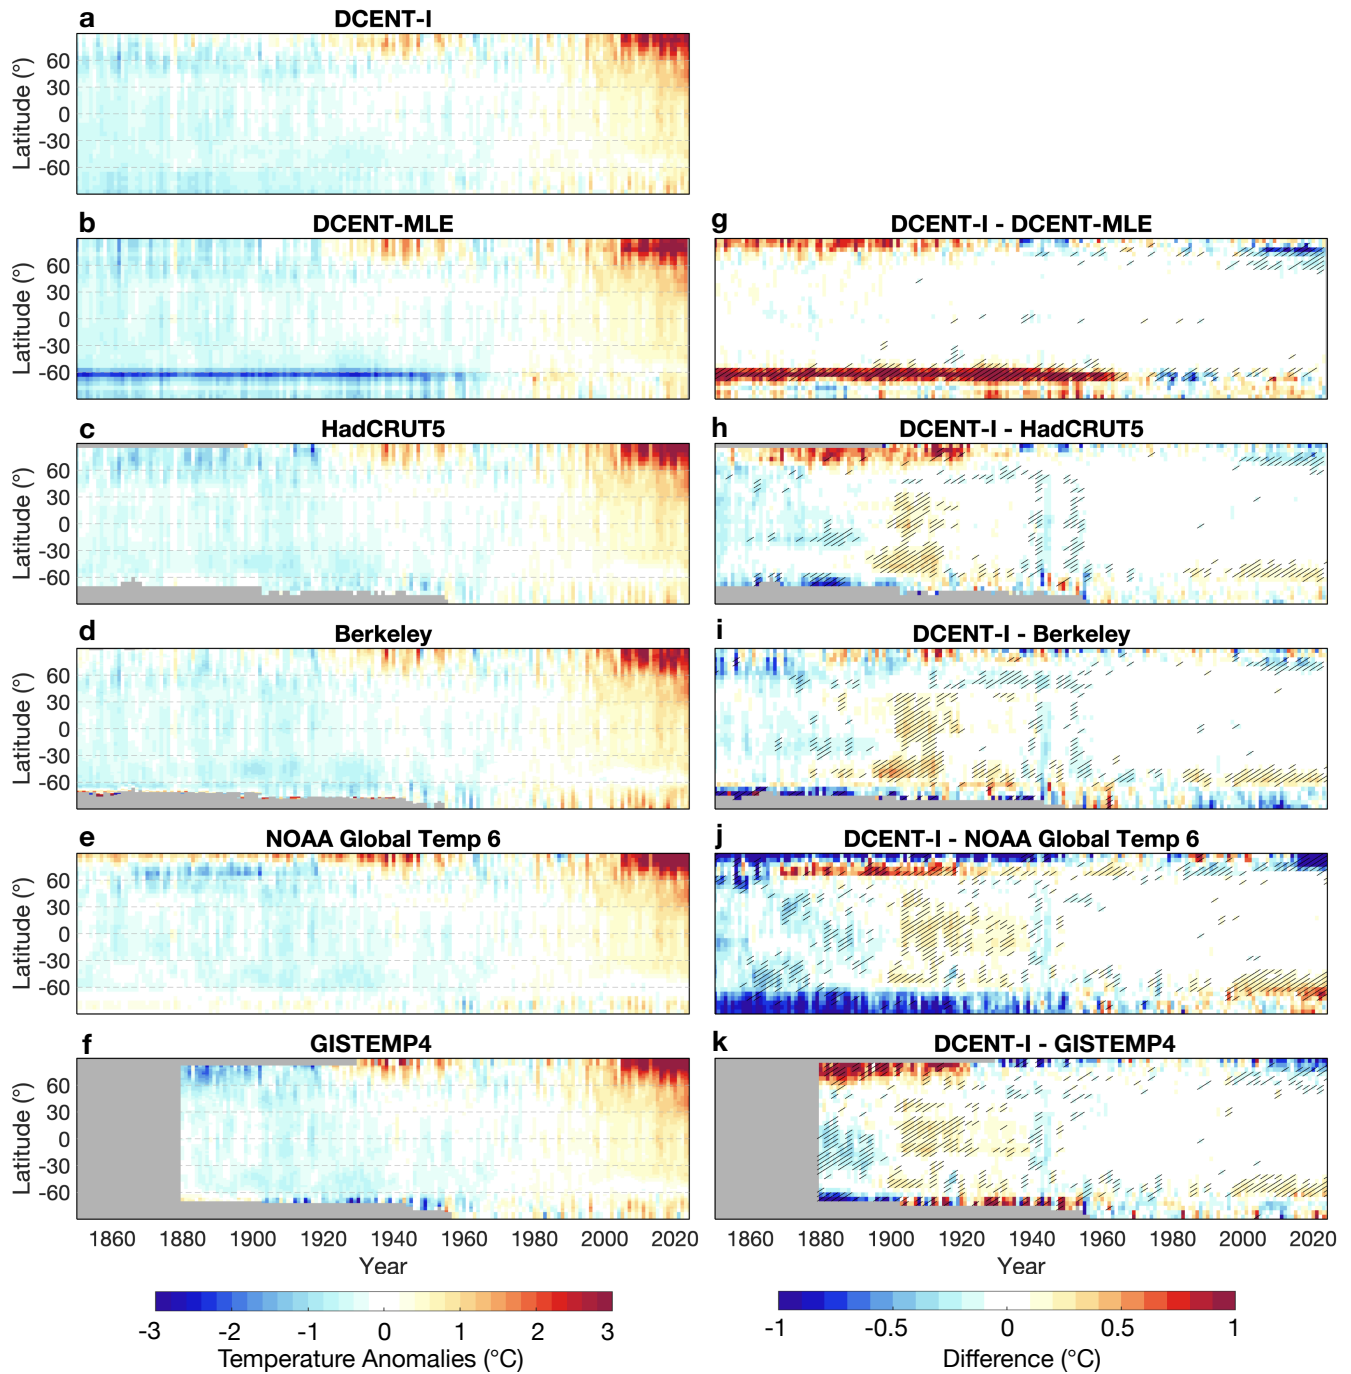 a
DCENT-I
60
30
0
-30
-60
Latitude (°)
b
DCENT-MLE
60
30
0
-30
-60
Latitude (°)
g
DCENT-I - DCENT-MLE
c
HadCRUT5
60
30
0
-30
-60
Latitude (°)
h
DCENT-I - HadCRUT5
d
Berkeley
60
30
0
-30
-60
Latitude (°)
i
DCENT-I - Berkeley
e
NOAA Global Temp 6
60
30
0
-30
-60
Latitude (°)
j
DCENT-I - NOAA Global Temp 6
f
GISTEMP4
60
30
0
-30
-60
Latitude (°)
k
DCENT-I - GISTEMP4
1860 1880 1900 1920 1940 1960 1980 2000 2020
Year
1860 1880 1900 1920 1940 1960 1980 2000 2020
Year
-3 -2 -1 0 1 2 3
Temperature Anomalies (°C)
-1 -0.5 0 0.5 1
Difference (°C)